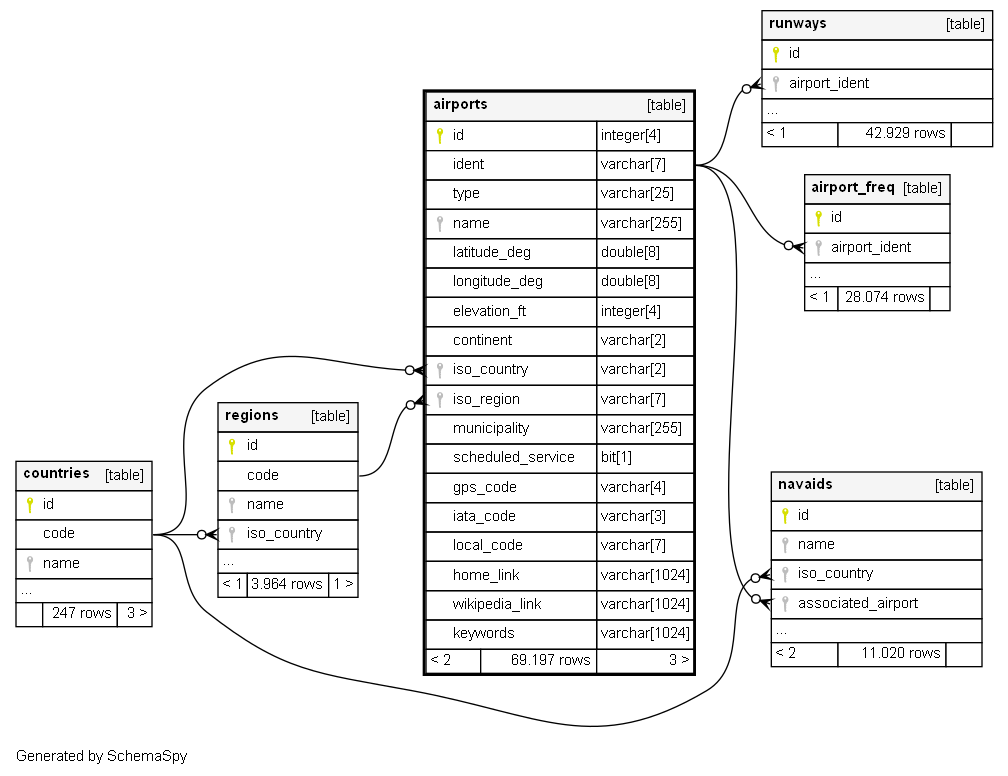 runways [table]
id
airport_ident
...
< 1 42.929 rows
airports [table]
id integer[4]
ident varchar[7]
type varchar[25]
name varchar[255]
latitude_deg double[8]
longitude_deg double[8]
elevation_ft integer[4]
continent varchar[2]
iso_country varchar[2]
iso_region varchar[7]
municipality varchar[255]
scheduled_service bit[1]
gps_code varchar[4]
iata_code varchar[3]
local_code varchar[7]
home_link varchar[1024]
wikipedia_link varchar[1024]
keywords varchar[1024]
< 2 69.197 rows 3 >
airport_freq [table]
id
airport_ident
...
< 1 28.074 rows
regions [table]
id
code
name
iso_country
...
< 1 3.964 rows 1 >
countries [table]
id
code
name
...
247 rows 3 >
navaids [table]
id
name
iso_country
associated_airport
...
< 2 11.020 rows
Generated by SchemaSpy